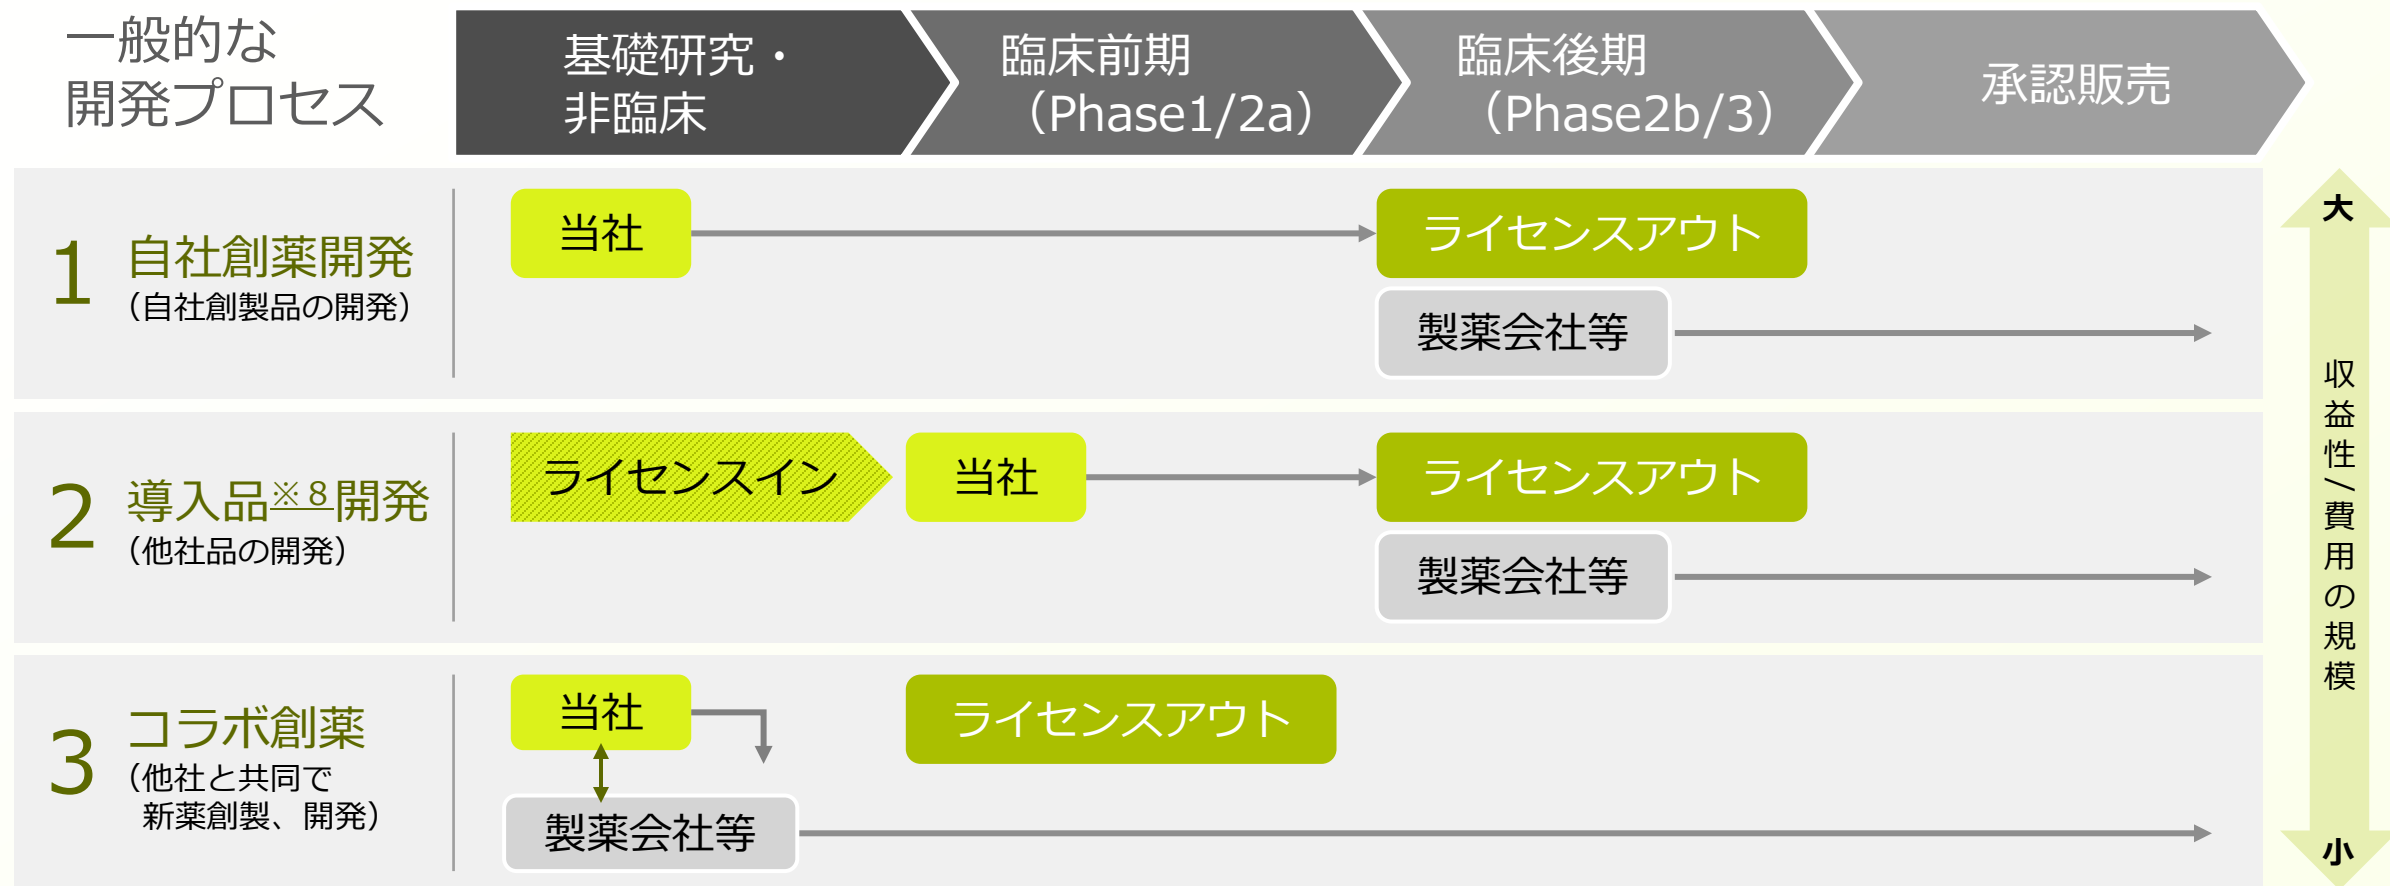 一般的な
開発プロセス
基礎研究・
非臨床
臨床前期
（Phase1/2a）
臨床後期
（Phase2b/3）
承認販売
1
自社創薬開発
（自社創製品の開発）
当社
ライセンスアウト
製薬会社等
2
導入品※８開発
（他社品の開発）
ライセンスイン
当社
ライセンスアウト
製薬会社等
3
コラボ創薬
（他社と共同で
新薬創製、開発）
当社
ライセンスアウト
製薬会社等
大
収益性/費用の規模
小